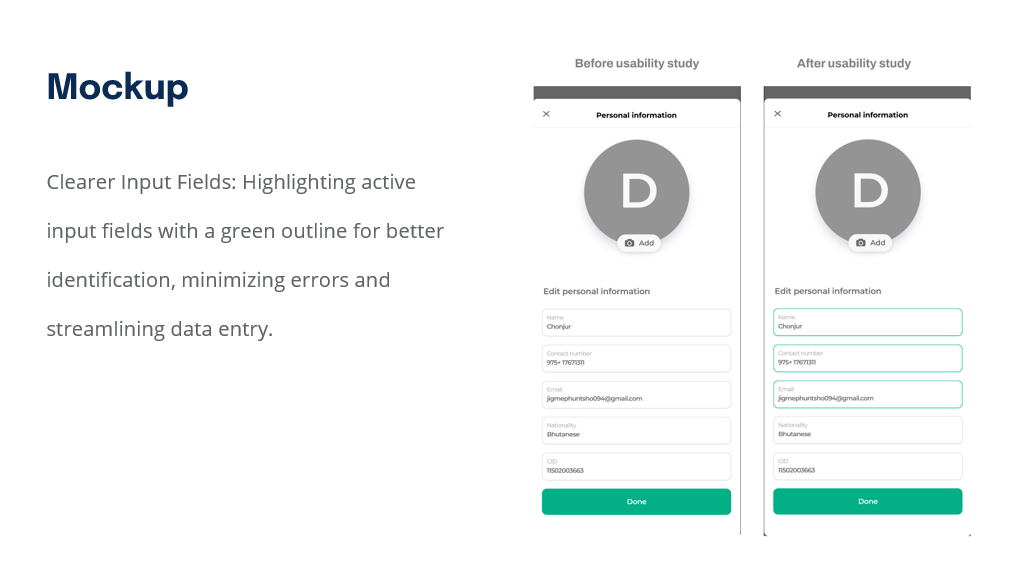 Mockup
Clearer Input Fields: Highlighting active
input fields with a green outline for better
identification, minimizing errors and
streamlining data entry.
Before usability study
Personal information
D
Add
Edit personal information
Name
Chonjur
Contact number
975+ 17671311
Email
jigmephuntsho094@gmail.com
Nationality
Bhutanese
CID
11502003663
Done
After usability study
Personal information
D
Add
Edit personal information
Name
Chonjur
Contact number
975+ 17671311
Email
jigmephuntsho094@gmail.com
Nationality
Bhutanese
CID
11502003663
Done